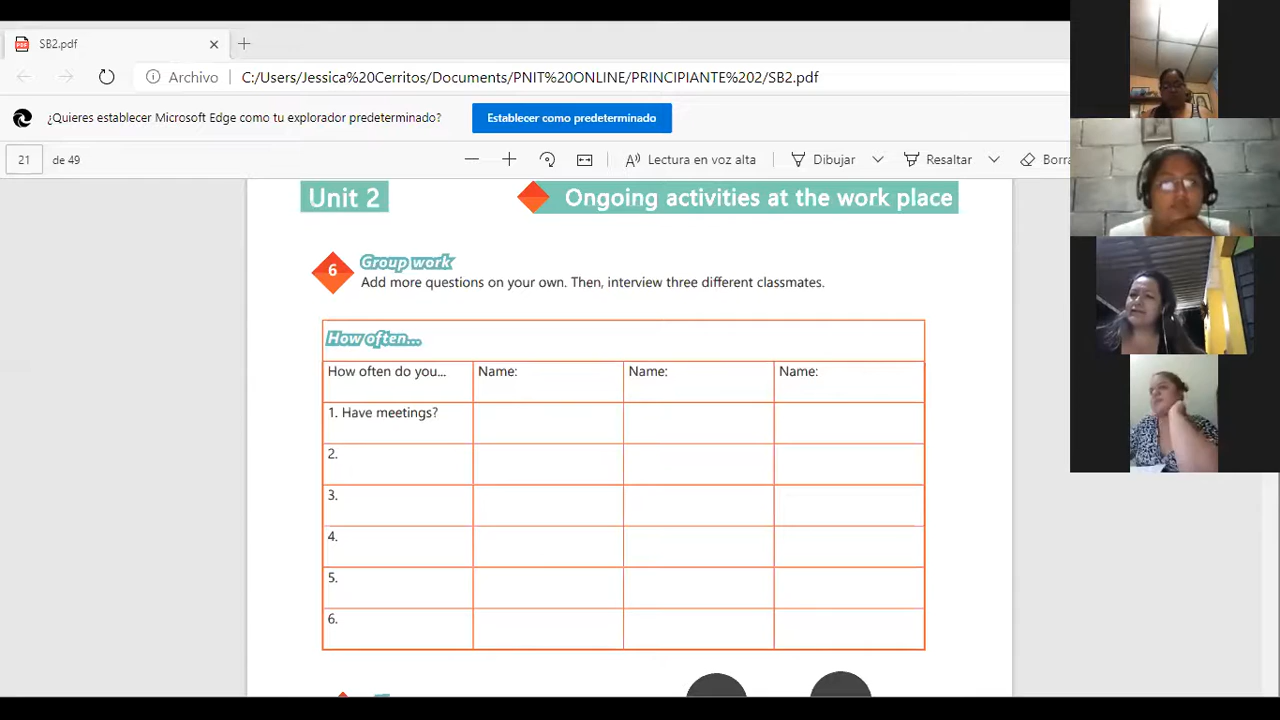 SB2.pdf
Archivo C:/Users/Jessica%20Cerritos/Documents/PNIT%20ONLINE/PRINCIPIANTE%202/SB2.pdf
¿Quieres establecer Microsoft Edge como tu explorador predeterminado? Establecer como predeterminado
21 de 49 Lectura en voz alta Dibujar Resaltar Borra
Unit 2 Ongoing activities at the work place
6 Group work
Add more questions on your own. Then, interview three different classmates.
How often...
How often do you... Name: Name: Name:
1. Have meetings?
2.
3.
4.
5.
6.